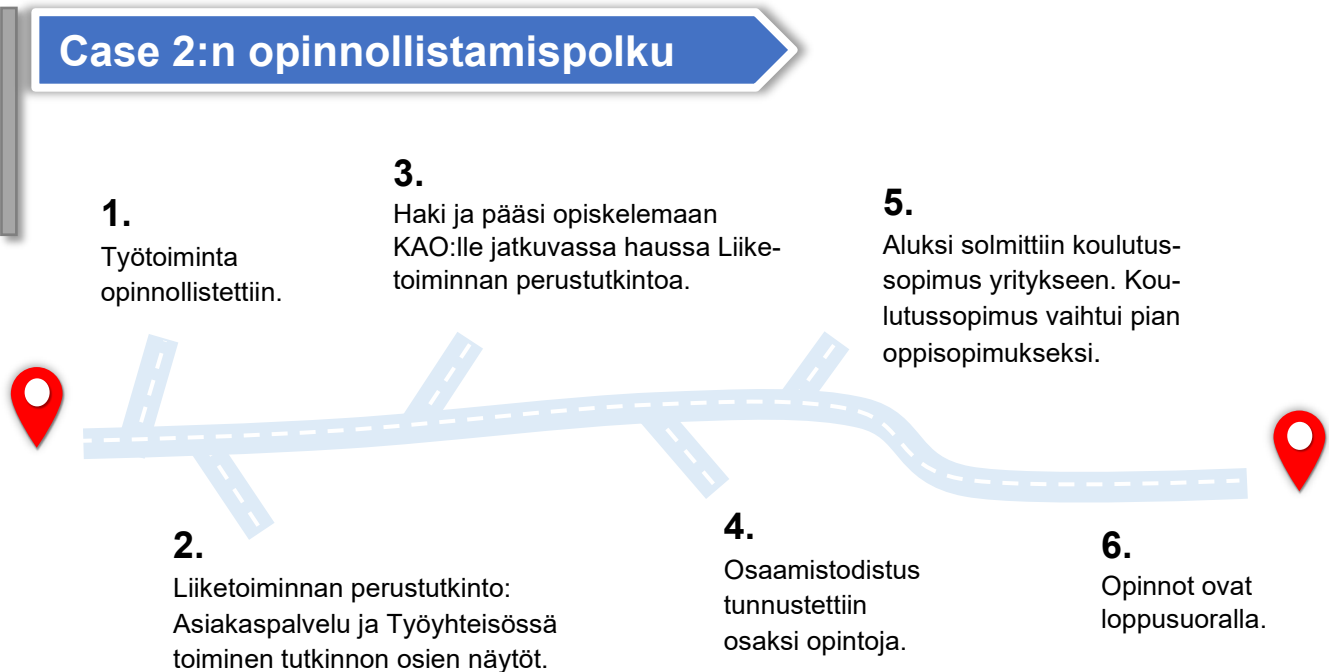 Case 2:n opinnollistamispolku
1.
Työtoiminta
opinnollistettiin.
2.
Liiketoiminnan perustutkinto:
Asiakaspalvelu ja Työyhteisössä
toiminen tutkinnon osien näytöt.
3.
Haki ja pääsi opiskelemaan
KAO:lle jatkuvassa haussa Liike-
toiminnan perustutkintoa.
4.
Osaamistodistus
tunnustettiin
osaksi opintoja.
5.
Aluksi solmittiin koulutus-
sopimus yritykseen. Kou-
lutussopimus vaihtui pian
oppisopimukseksi.
6.
Opinnot ovat
loppusuoralla.